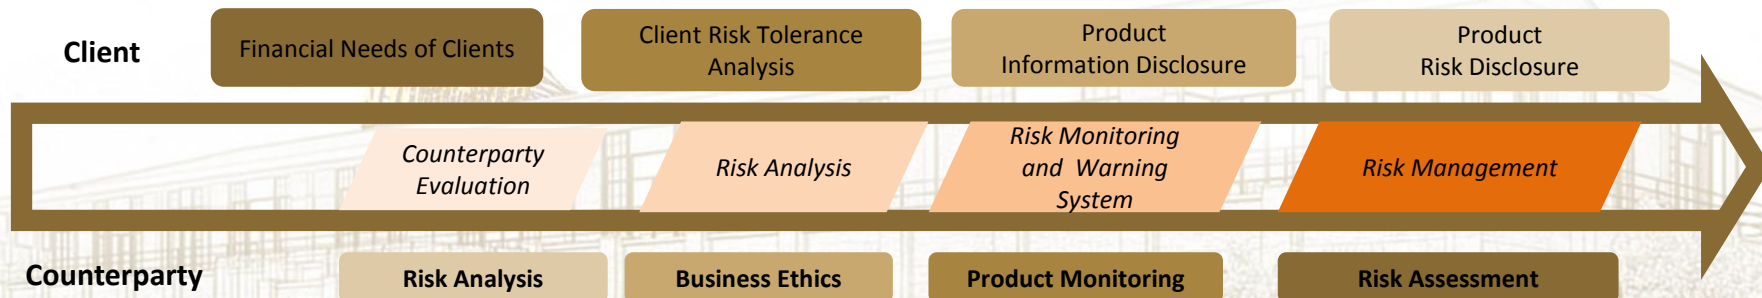 Client
Financial Needs of Clients
Client Risk Tolerance
Analysis
Product
Information Disclosure
Product
Risk Disclosure
Counterparty
Evaluation
Risk Analysis
Risk Monitoring
and Warning
System
Risk Management
Counterparty
Risk Analysis
Business Ethics
Product Monitoring
Risk Assessment